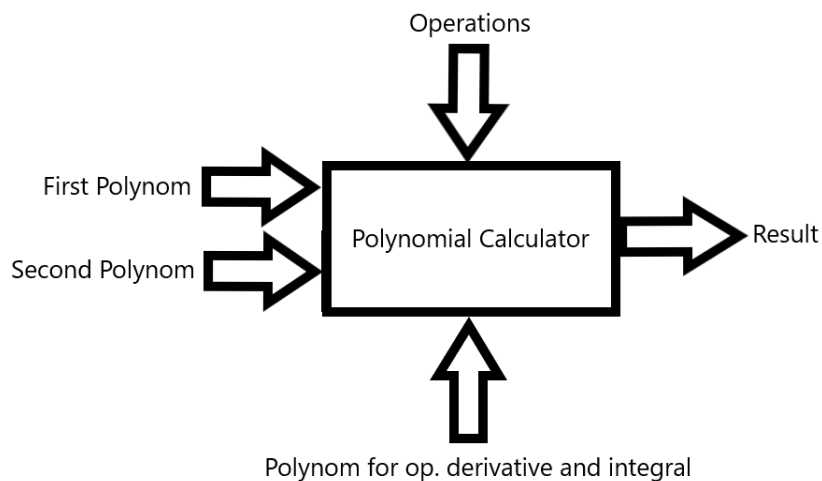 Operations
First Polynom
Second Polynom
Polynomial Calculator
Result
Polynom for op. derivative and integral